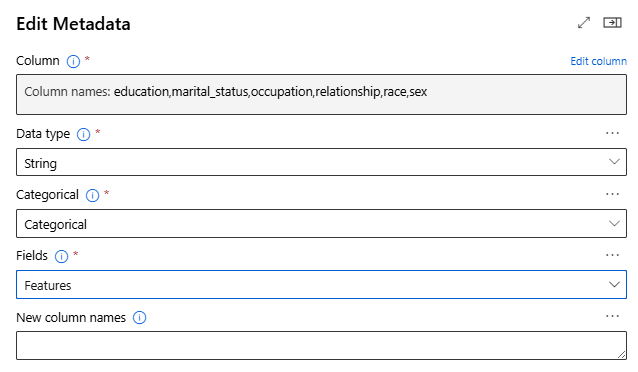 Edit Metadata
Column * Edit column
Column names: education,marital_status,occupation,relationship,race,sex
Data type *
String
Categorical *
Categorical
Fields *
Features
New column names